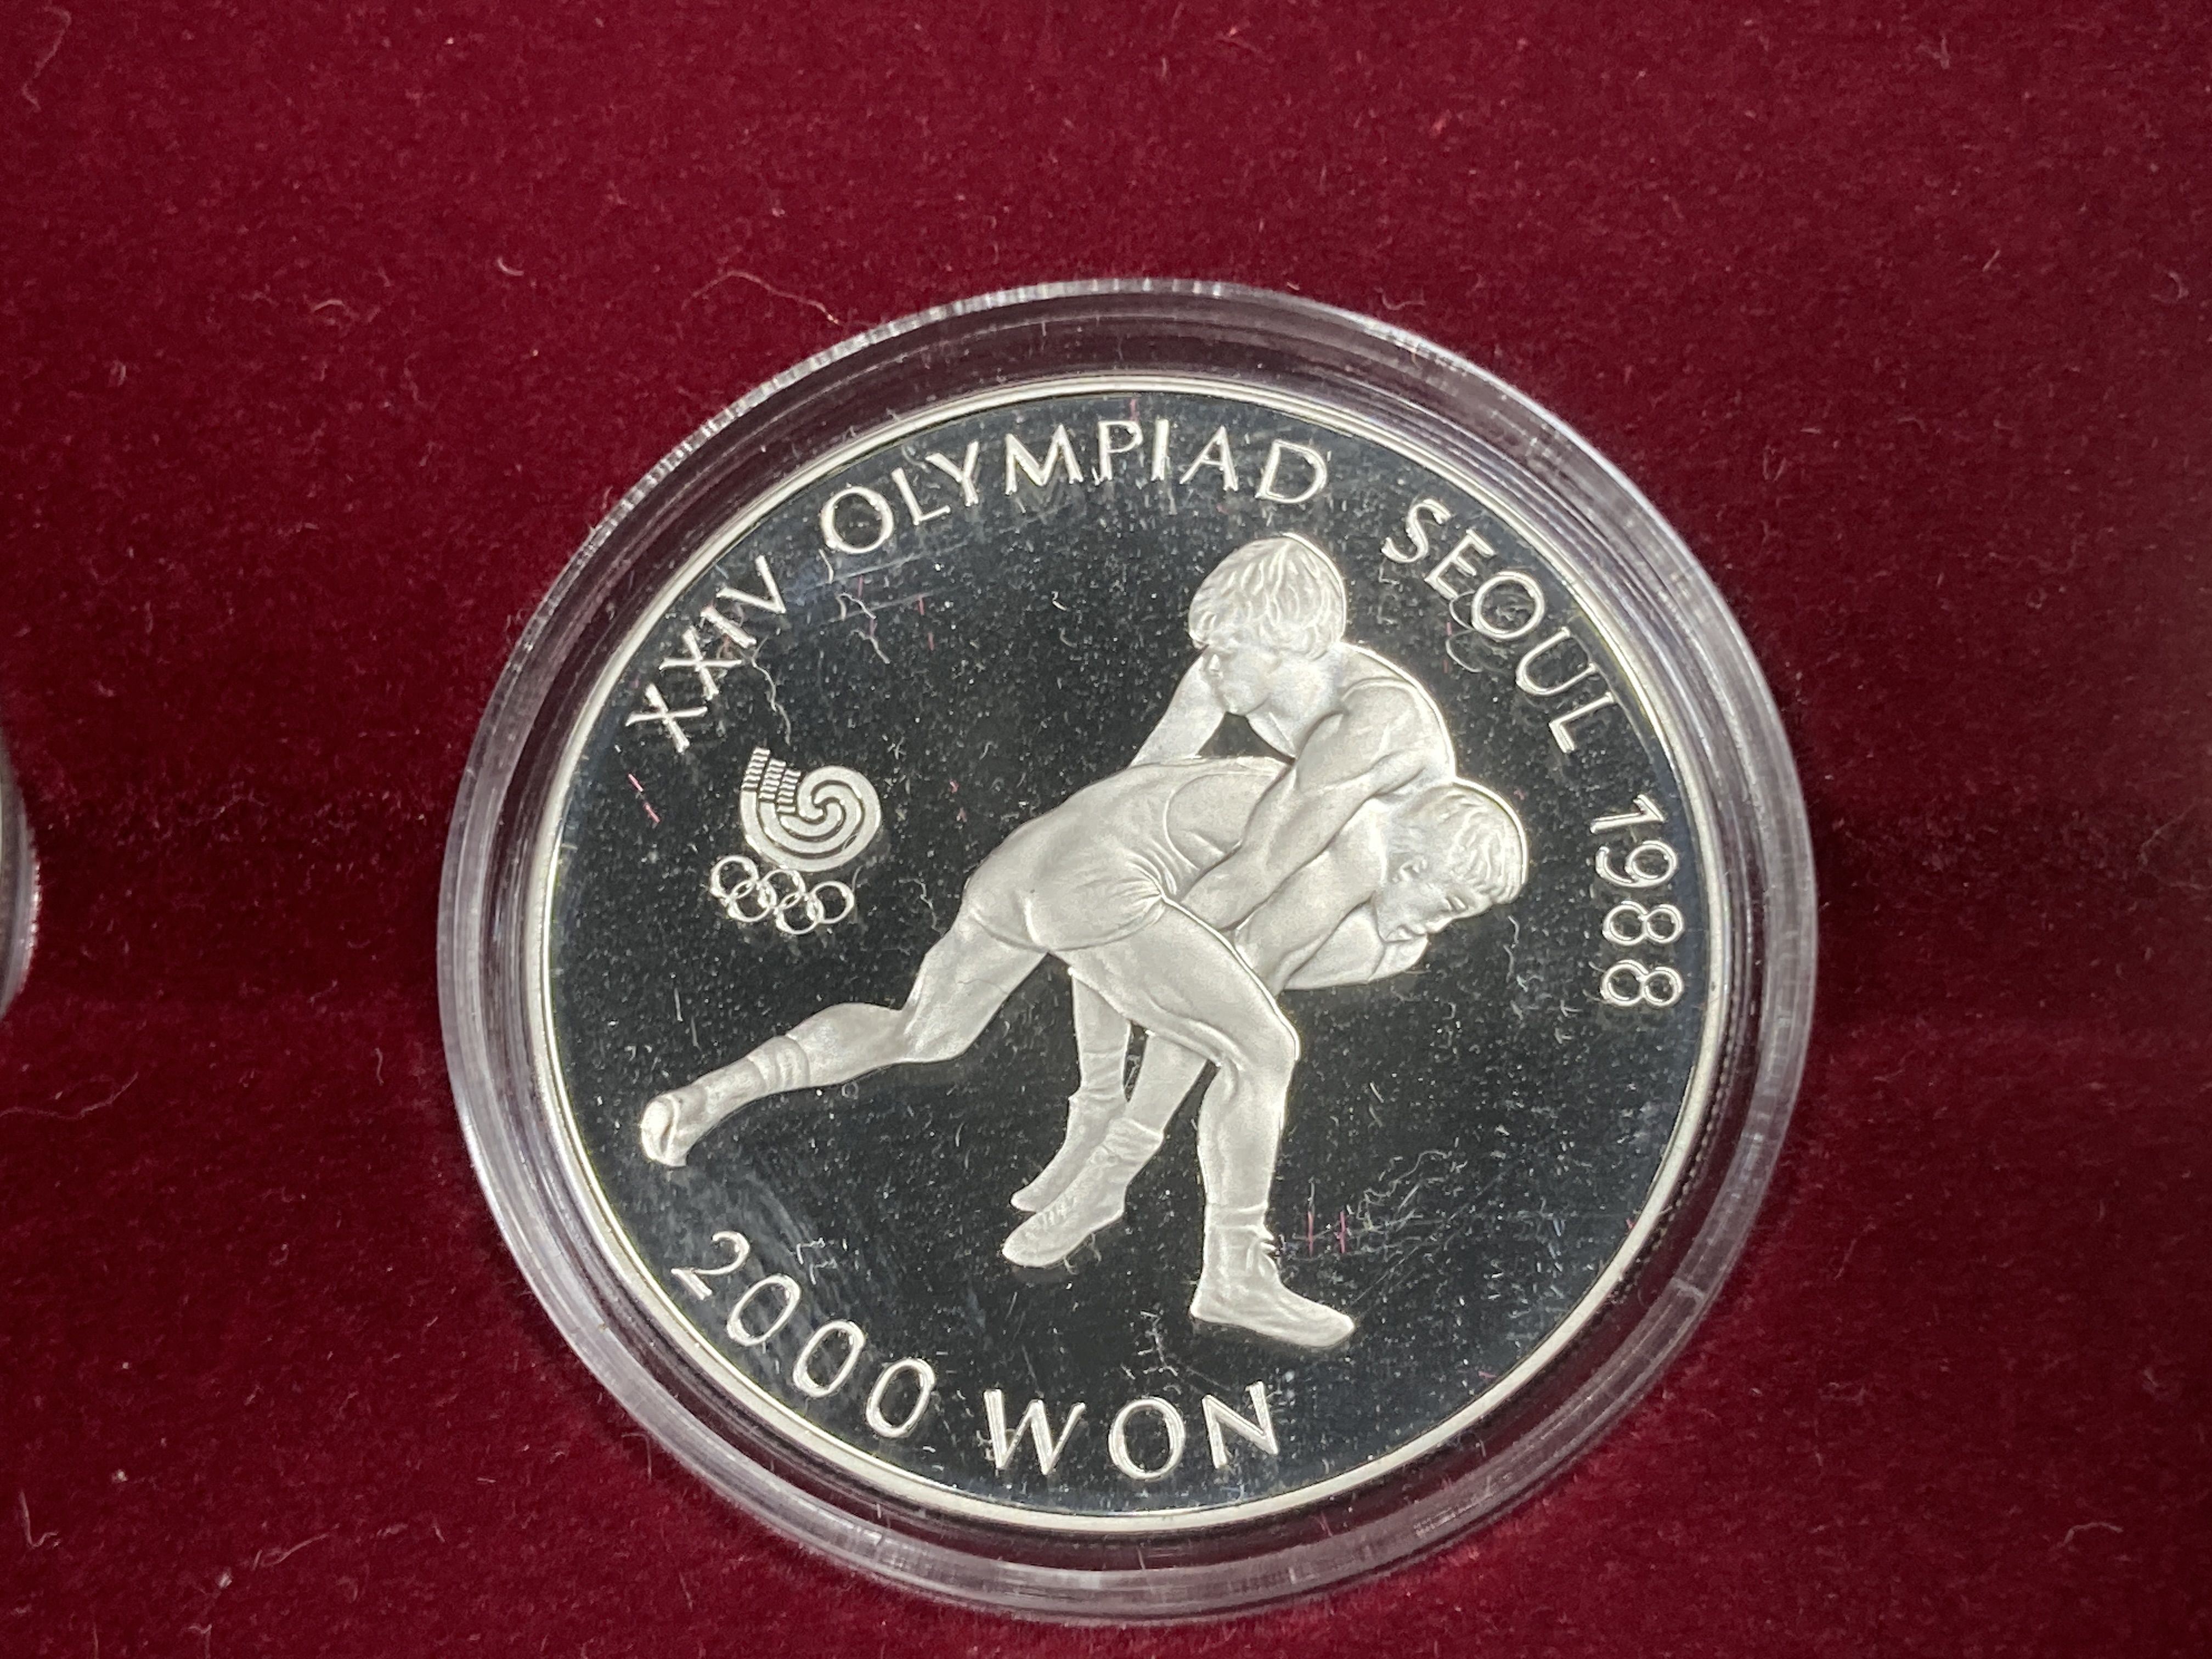 XXIV OLYMPIAD SEOUL 1988
2000 WON